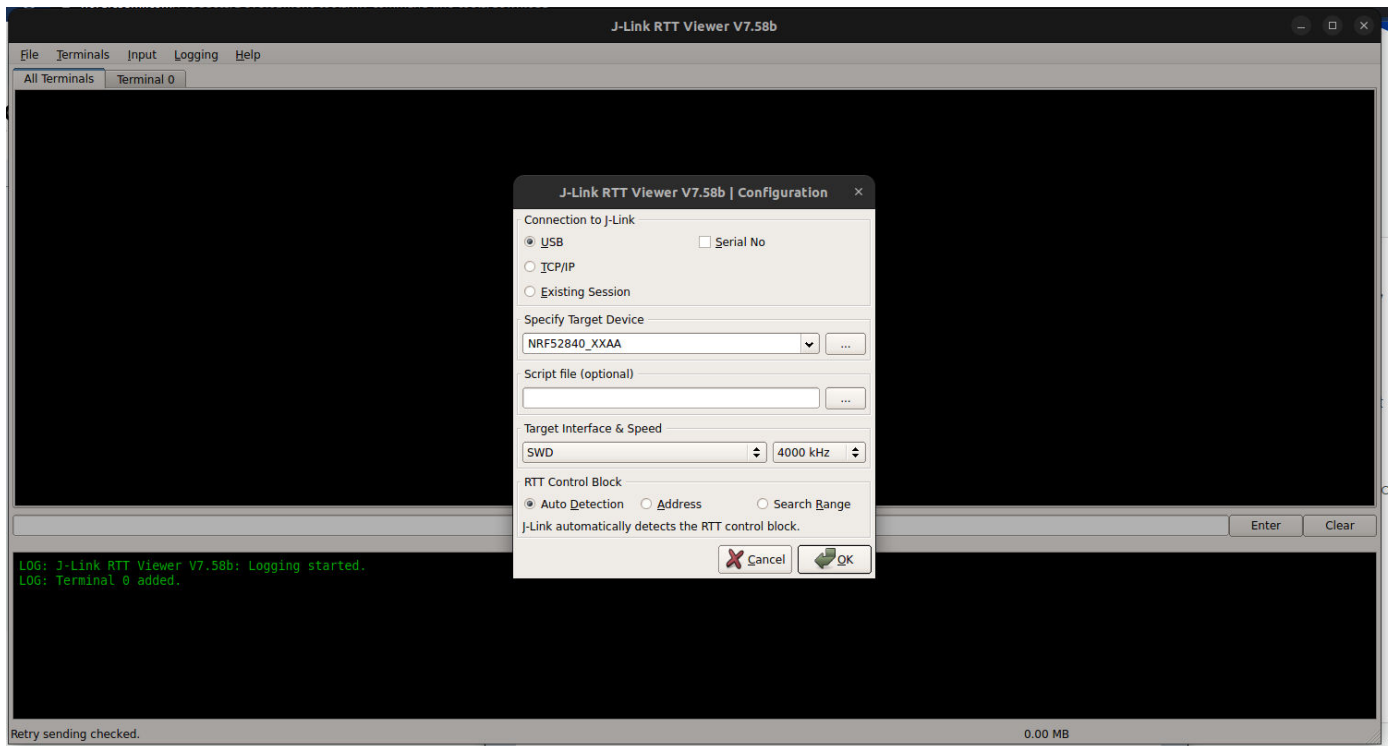 J-Link RTT Viewer V7.58b
File Terminals Input Logging Help
All Terminals Terminal 0
J-Link RTT Viewer V7.58b | Configuration
Connection to J-Link
USB Serial No
TCP/IP
Existing Session
Specify Target Device
NRF52840_XXAA ...
Script file (optional)
...
Target Interface & Speed
SWD 4000 kHz
RTT Control Block
Auto Detection Address Search Range
J-Link automatically detects the RTT control block.
Cancel OK
Enter Clear
LOG: J-Link RTT Viewer V7.58b: Logging started.
LOG: Terminal 0 added.
Retry sending checked. 0.00 MB